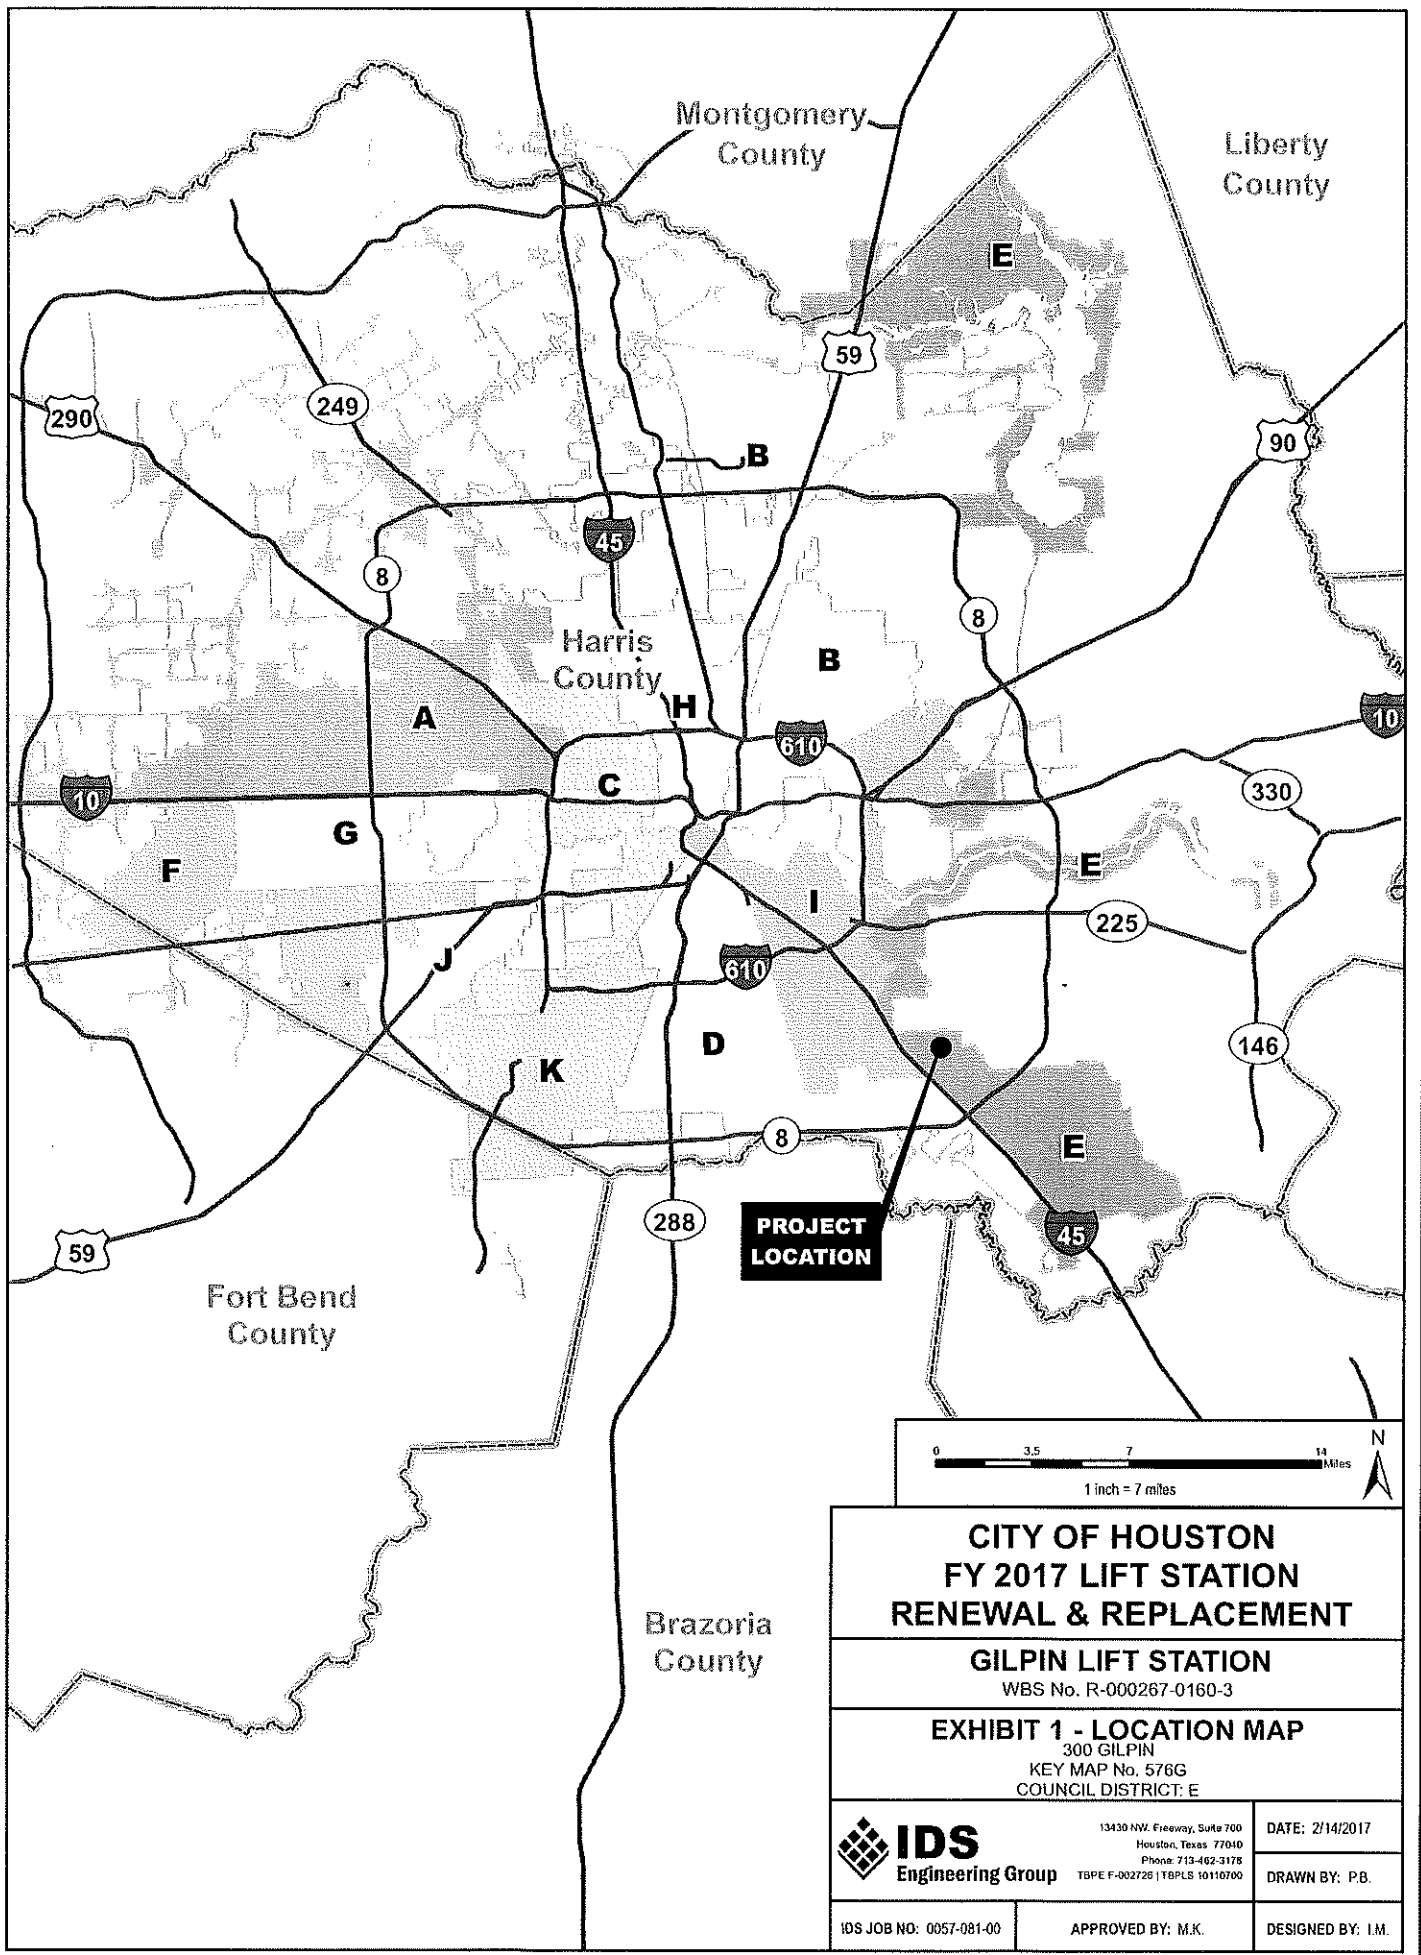 Montgomery
County
Liberty
County
E
59
290
249
90
B
45
8
8
Harris
County
B
H
A
10
610
C
10
330
G
F
E
I
225
J
610
D
146
K
8
E
288
PROJECT
LOCATION
45
59
Fort Bend
County
0 3.5 7 14
Miles
N
1 inch = 7 miles
CITY OF HOUSTON
FY 2017 LIFT STATION
RENEWAL & REPLACEMENT
Brazoria
County
GILPIN LIFT STATION
WBS No. R-000267-0160-3
EXHIBIT 1 - LOCATION MAP
300 GILPIN
KEY MAP No. 576G
COUNCIL DISTRICT: E
IDS
Engineering Group
13430 NW. Freeway, Suite 700
Houston, Texas 77040
Phone: 713-462-3178
TBPE F-002726 | TBPLS 10110700
DATE: 2/14/2017
DRAWN BY: P.B.
IDS JOB NO: 0057-081-00
APPROVED BY: M.K.
DESIGNED BY: I.M.